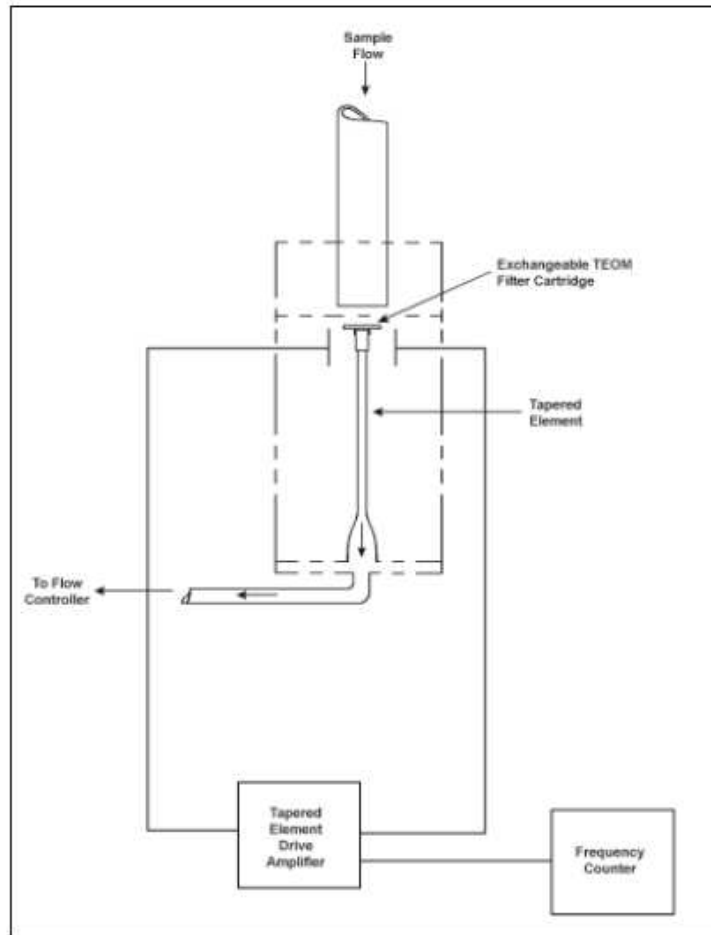 Sample
Flow
Exchangeable TEOM
Filter Cartridge
Tapered
Element
To Flow
Controller
Tapered
Element
Drive
Amplifier
Frequency
Counter